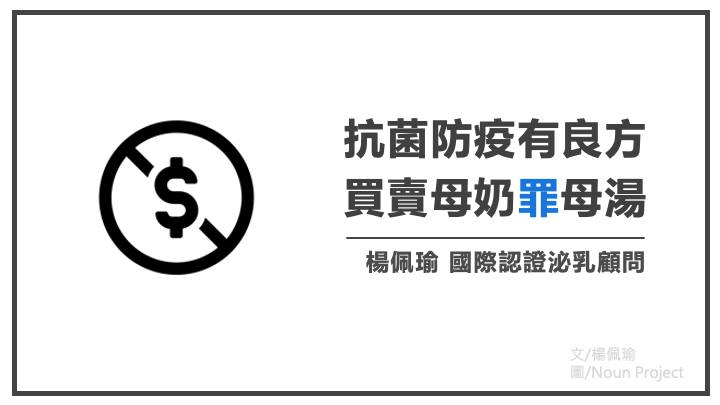 抗菌防疫有良方
買賣母奶罪母湯
楊佩瑜 國際認證泌乳顧問
文/楊佩瑜
圖/Noun Project